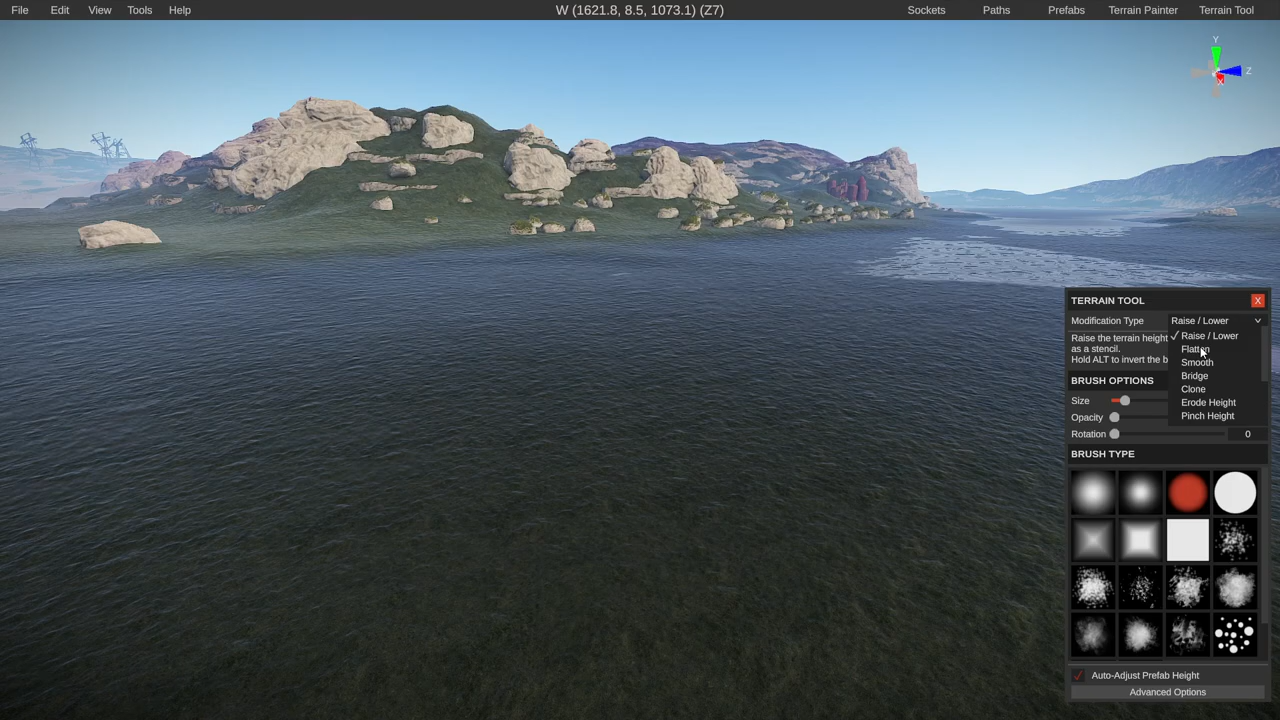 File Edit View Tools Help W (1621.8, 8.5, 1073.1) (Z7) Sockets Paths Prefabs Terrain Painter Terrain Tool
Y
Z
X
TERRAIN TOOL X
Modification Type Raise / Lower
✓ Raise / Lower
Flatten
Smooth
Bridge
Clone
Erode Height
Pinch Height
Raise the terrain height
as a stencil.
Hold ALT to invert the b
BRUSH OPTIONS
Size
Opacity
Rotation 0
BRUSH TYPE
Auto-Adjust Prefab Height
Advanced Options